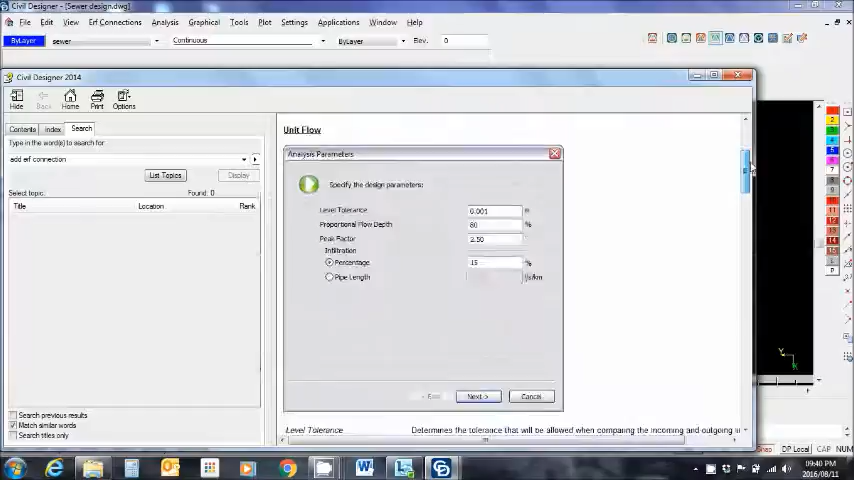 Civil Designer - [Sewer design.dwg]
File Edit View Erf Connections Analysis Graphical Tools Plot Settings Applications Window Help
ByLayer sewer Continuous ByLayer Elev. 0
Civil Designer 2014
Hide Back Home Print Options
Contents Index Search
Type in the word(s) to search for
add erf connection
List Topics Display
Select topic: Found: 0
Title Location Rank
Search previous results
Match similar words
Search titles only
Unit Flow
Analysis Parameters
Specify the design parameters:
Level Tolerance 0.001 m
Proportional Flow Depth 80 %
Peak Factor 2.50
Infiltration
Percentage 15 %
Pipe Length l/s/km
Next > Cancel
Level Tolerance Determines the tolerance that will be allowed when comparing the incoming and outgoing in
Y
X
Snap DP Local CAP NUM
09:40 PM
2016/08/11